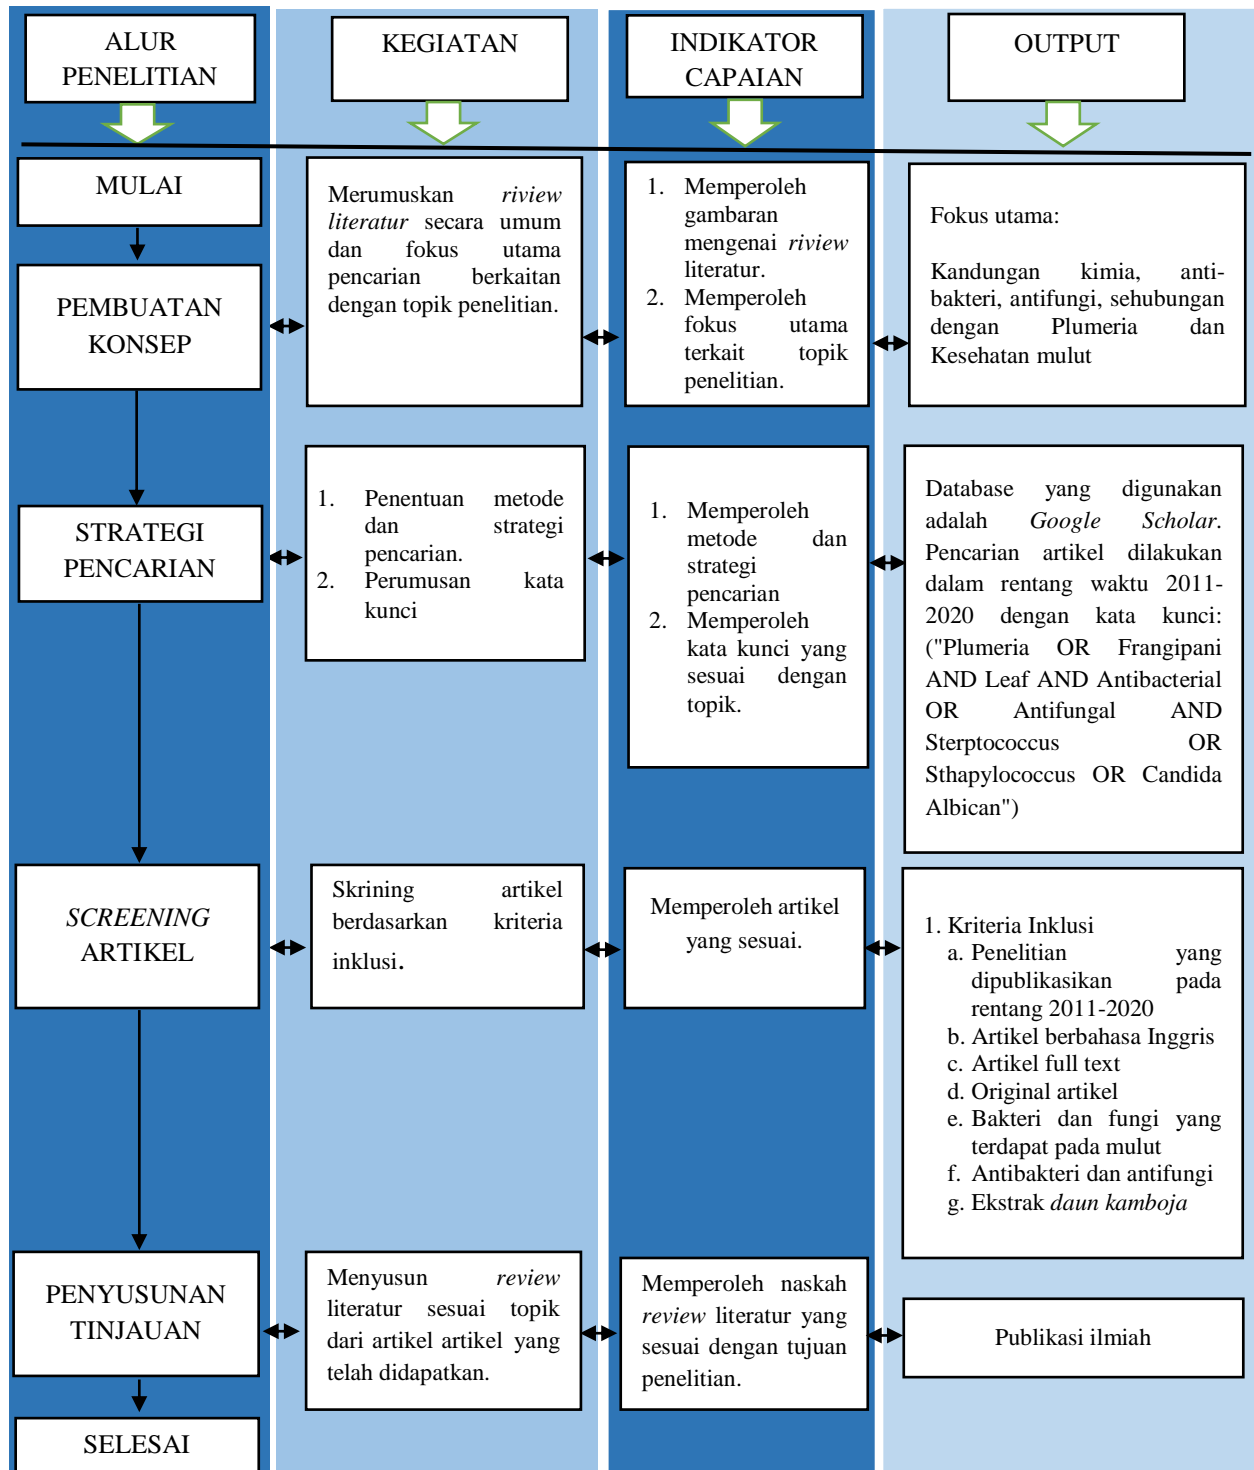 ALUR
PENELITIAN
KEGIATAN
INDIKATOR
CAPAIAN
OUTPUT
MULAI
PEMBUATAN
KONSEP
Merumuskan riview
literatur secara umum
dan fokus utama
pencarian berkaitan
dengan topik penelitian.
1. Memperoleh
gambaran
mengenai riview
literatur.
2. Memperoleh
fokus utama
terkait topik
penelitian.
Fokus utama:
Kandungan kimia, anti-
bakteri, antifungi, sehubungan
dengan Plumeria dan
Kesehatan mulut
STRATEGI
PENCARIAN
1. Penentuan metode
dan strategi
pencarian.
2. Perumusan kata
kunci
1. Memperoleh
metode dan
strategi
pencarian
2. Memperoleh
kata kunci yang
sesuai dengan
topik.
Database yang digunakan
adalah Google Scholar.
Pencarian artikel dilakukan
dalam rentang waktu 2011-
2020 dengan kata kunci:
("Plumeria OR Frangipani
AND Leaf AND Antibacterial
OR Antifungal AND
Sterptococcus OR
Sthapylococcus OR Candida
Albican")
SCREENING
ARTIKEL
Skrining artikel
berdasarkan kriteria
inklusi.
Memperoleh artikel
yang sesuai.
1. Kriteria Inklusi
a. Penelitian yang
dipublikasikan pada
rentang 2011-2020
b. Artikel berbahasa Inggris
c. Artikel full text
d. Original artikel
e. Bakteri dan fungi yang
terdapat pada mulut
f. Antibakteri dan antifungi
g. Ekstrak daun kamboja
PENYUSUNAN
TINJAUAN
Menyusun review
literatur sesuai topik
dari artikel artikel yang
telah didapatkan.
Memperoleh naskah
review literatur yang
sesuai dengan tujuan
penelitian.
Publikasi ilmiah
SELESAI